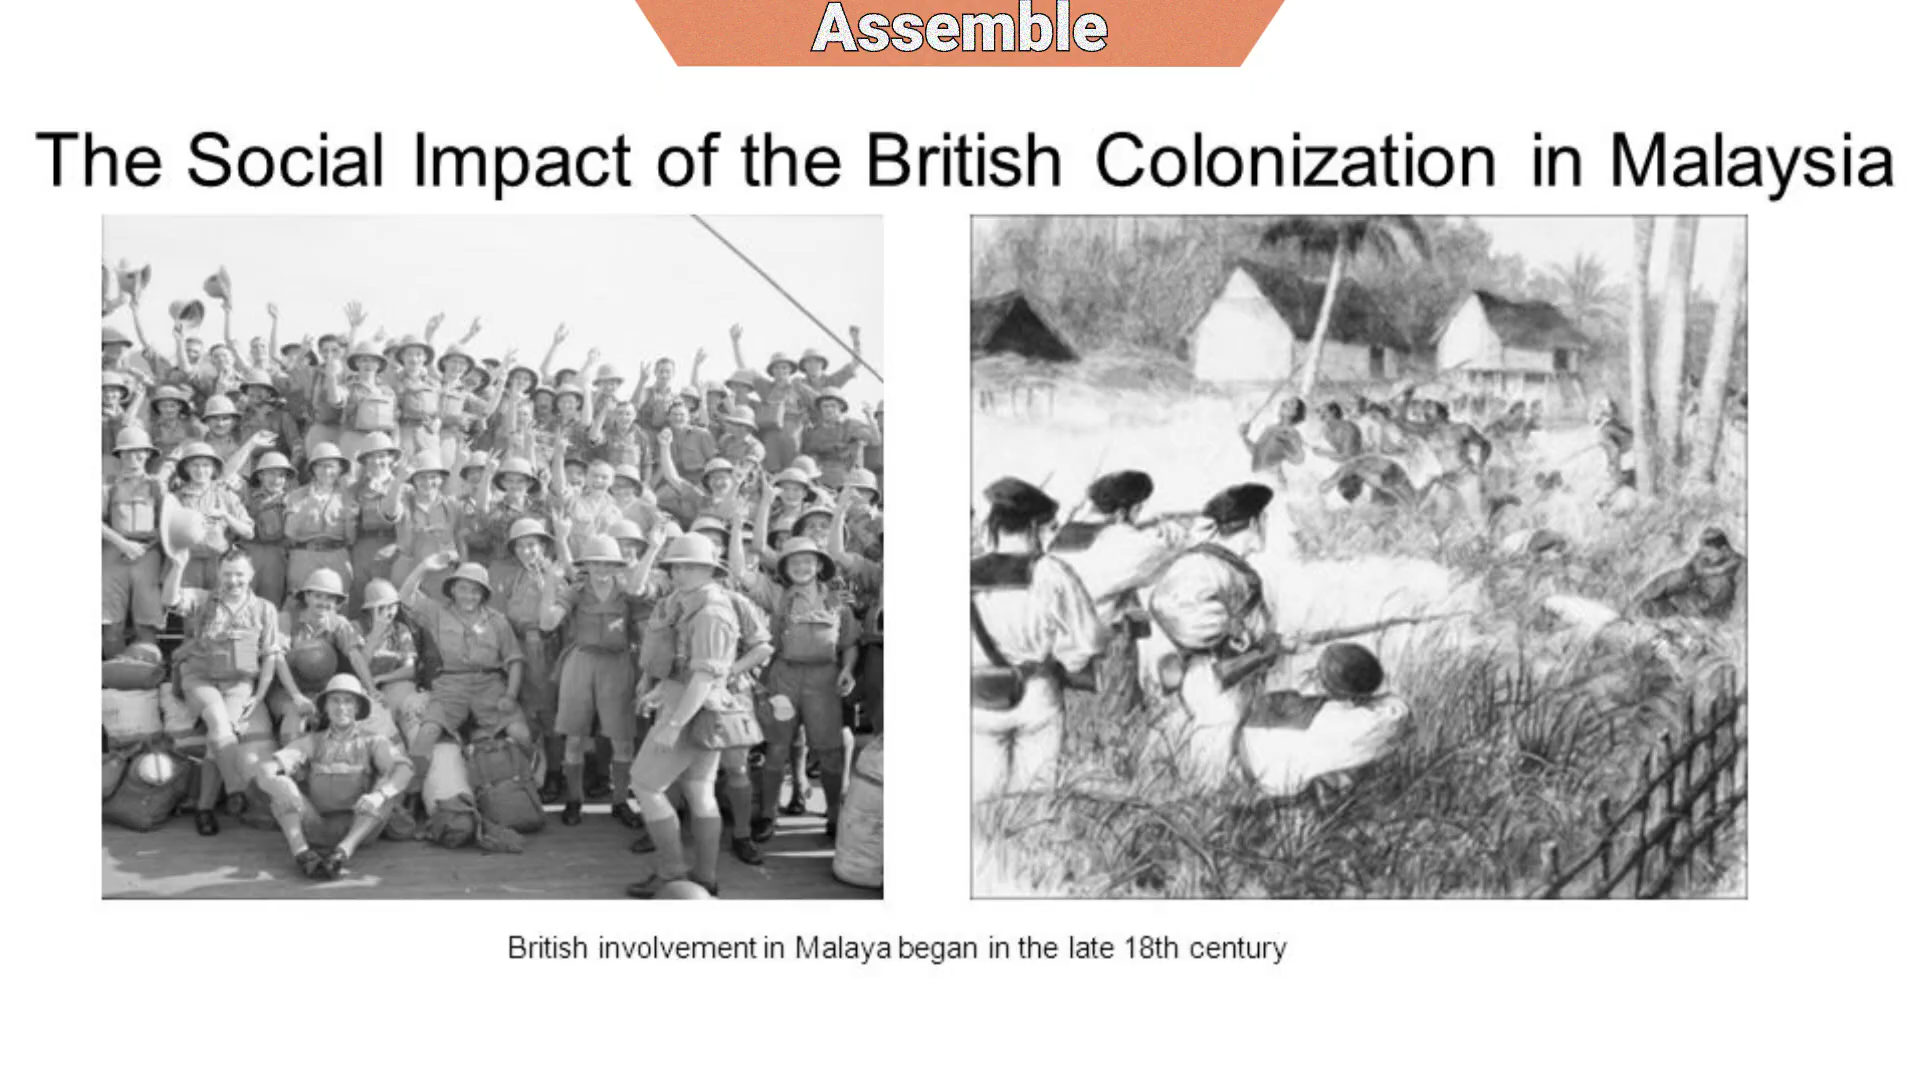 Assemble
The Social Impact of the British Colonization in Malaysia
British involvement in Malaya began in the late 18th century